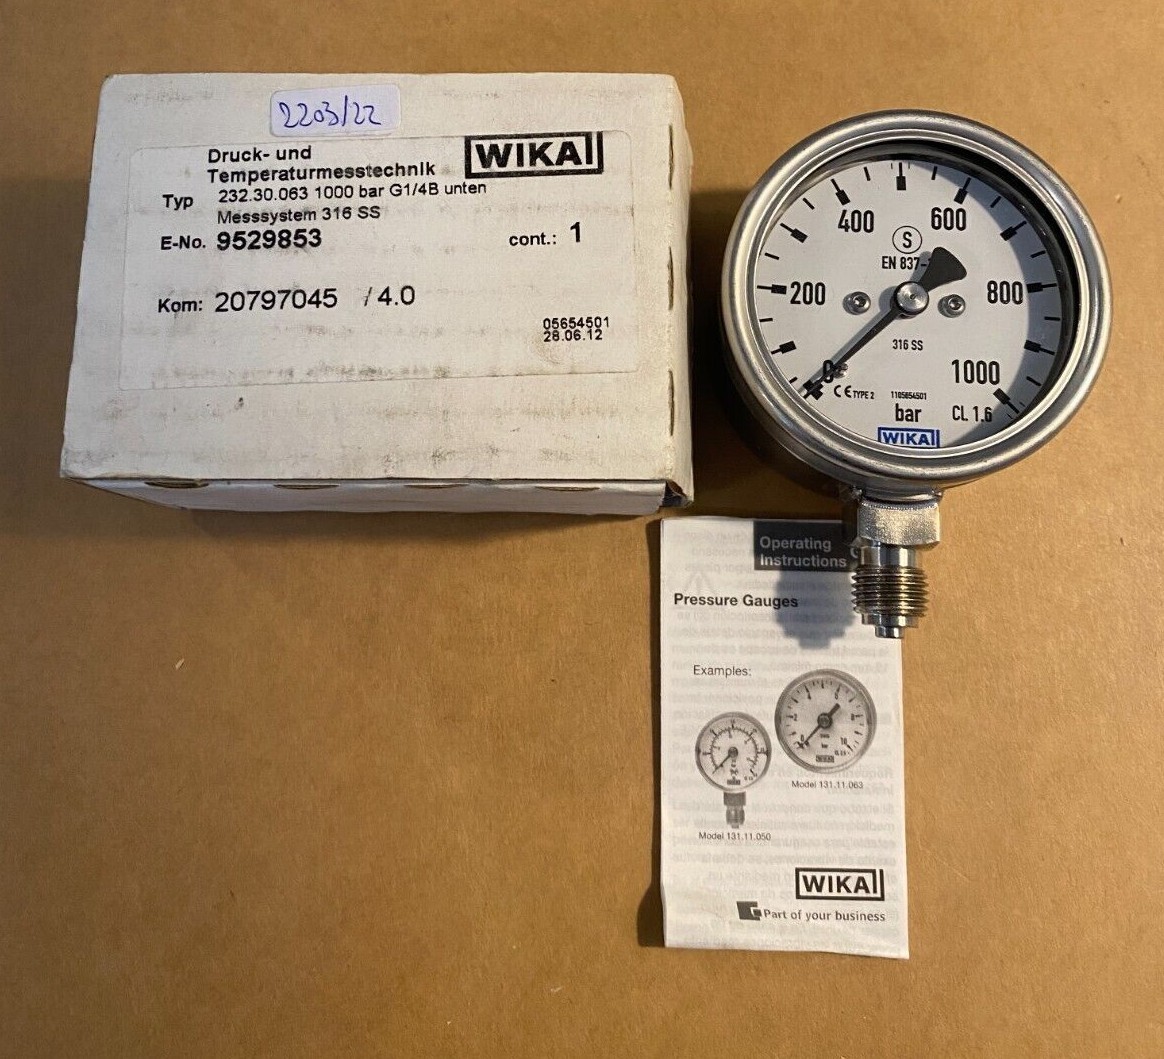 2203/22
Druck- und
Temperaturmesstechnik
WIKA
Typ 232.30.063 1000 bar G1/4B unten
Messsystem 316 SS
E-No. 9529853 cont.: 1
Kom: 20797045 / 4.0
05654501
28.06.12
400 600
S
EN 837-
200 800
316 SS
0 1000
CE TYPE 2 1105654501
bar CL 1.6
WIKA
Operating
Instructions
Pressure Gauges
Examples:
Model 131.11.063
Model 131.11.050
WIKA
Part of your business